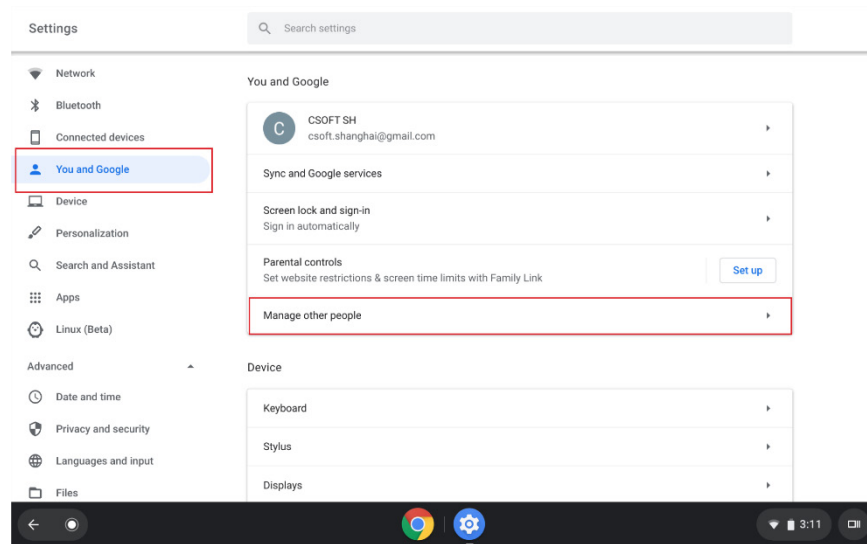 Settings
Search settings
Network
Bluetooth
Connected devices
You and Google
Device
Personalization
Search and Assistant
Apps
Linux (Beta)
Advanced
Date and time
Privacy and security
Languages and input
Files
You and Google
C
CSOFT SH
csoft.shanghai@gmail.com
Sync and Google services
Screen lock and sign-in
Sign in automatically
Parental controls
Set website restrictions & screen time limits with Family Link
Set up
Manage other people
Device
Keyboard
Stylus
Displays
3:11